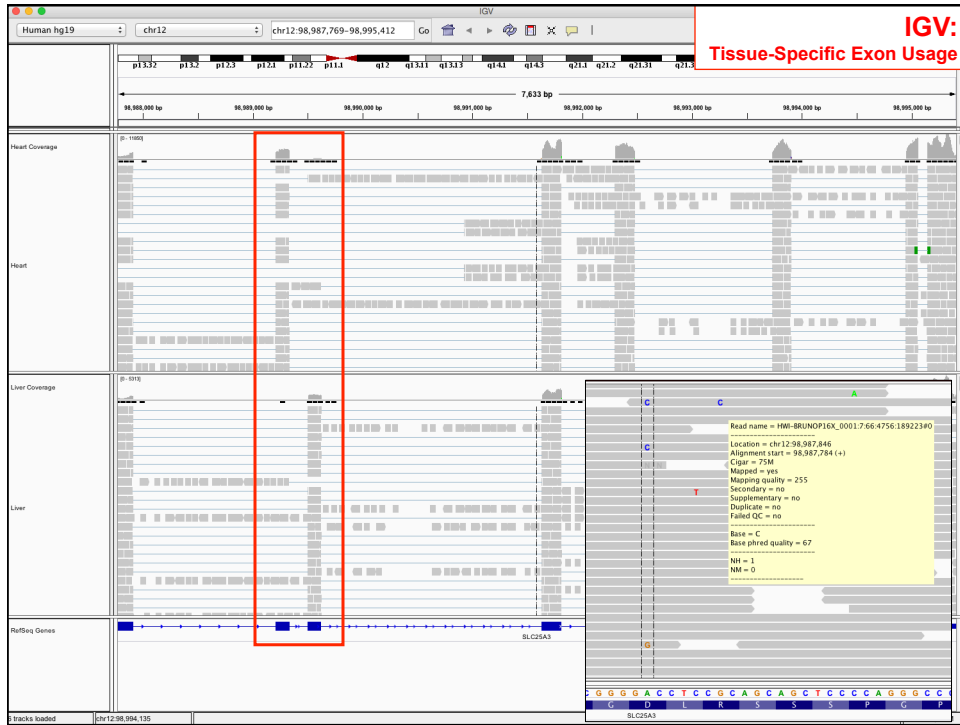 IGV
IGV:
Tissue-Specific Exon Usage
Human hg19
chr12
chr12:98,987,769-98,995,412
Go
p13.32 p13.2 p12.3 p12.1 p11.22 p11.1 q12 q13.11 q13.13 q14.1 q14.3 q21.1 q21.2 q21.31 q21.3
7,633 bp
98,988,000 bp 98,989,000 bp 98,990,000 bp 98,991,000 bp 98,992,000 bp 98,993,000 bp 98,994,000 bp 98,995,000 bp
Heart Coverage
[0 - 11850]
Heart
Liver Coverage
[0 - 5313]
Liver
C C A
C
T
G
Read name = HWI-BRUNOP16X_0001:7:66:4756:189223#0
----------------------
Location = chr12:98,987,846
Alignment start = 98,987,784 (+)
Cigar = 75M
Mapped = yes
Mapping quality = 255
Secondary = no
Supplementary = no
Duplicate = no
Failed QC = no
----------------------
Base = C
Base phred quality = 67
----------------------
NH = 1
NM = 0
-------------------
RefSeq Genes
SLC25A3
C G G G G A C C T C C G C A G C A G C T C C C C A G G G C C C
G D L R S S S P G P
SLC25A3
tracks loaded
chr12:98,994,135